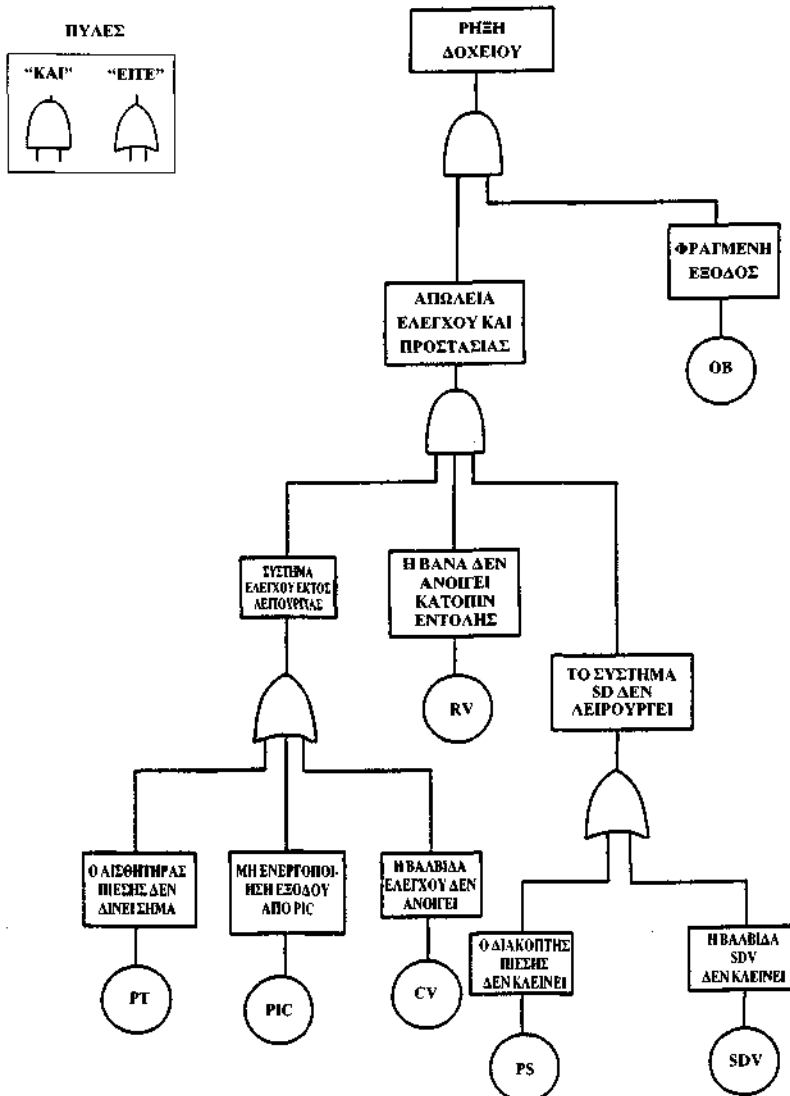 ΠΥΛΕΣ
“ΚΑΙ” “ΕΙΤΕ”
ΡΗΞΗ
ΔΟΧΕΙΟΥ
ΦΡΑΓΜΕΝΗ
ΕΞΟΔΟΣ
ΟΒ
ΑΠΩΛΕΙΑ
ΕΛΕΓΧΟΥ ΚΑΙ
ΠΡΟΣΤΑΣΙΑΣ
ΣΥΣΤΗΜΑ
ΕΛΕΓΧΟΥ ΕΚΤΟΣ
ΛΕΙΤΟΥΡΓΙΑΣ
Η ΒΑΝΑ ΔΕΝ
ΑΝΟΙΓΕΙ
ΚΑΤΟΠΙΝ
ΕΝΤΟΛΗΣ
RV
ΤΟ ΣΥΣΤΗΜΑ
SD ΔΕΝ
ΛΕΙΡΟΥΡΓΕΙ
Ο ΑΙΣΘΗΤΗΡΑΣ
ΠΙΕΣΗΣ ΔΕΝ
ΔΙΝΕΙ ΣΗΜΑ
ΜΗ ΕΝΕΡΓΟΠΟΙ-
ΗΣΗ ΕΞΟΔΟΥ
ΑΠΟ PIC
Η ΒΑΛΒΙΔΑ
ΕΛΕΓΧΟΥ ΔΕΝ
ΑΝΟΙΓΕΙ
PT
PIC
CV
Ο ΔΙΑΚΟΠΤΗΣ
ΠΙΕΣΗΣ
ΔΕΝ ΚΛΕΙΝΕΙ
Η ΒΑΛΒΙΔΑ
SDV
ΔΕΝ ΚΛΕΙΝΕΙ
PS
SDV